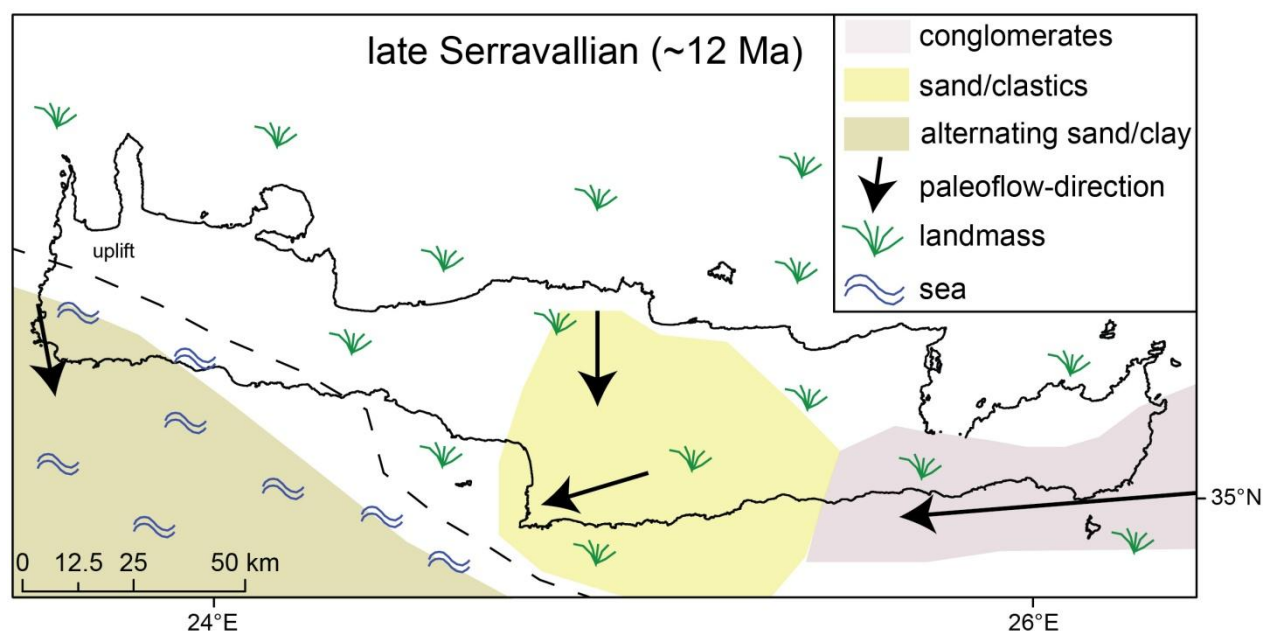 late Serravallian (~12 Ma)
conglomerates
sand/clastics
alternating sand/clay
paleoflow-direction
landmass
sea
uplift
35°N
0 12.5 25 50 km
24°E 26°E